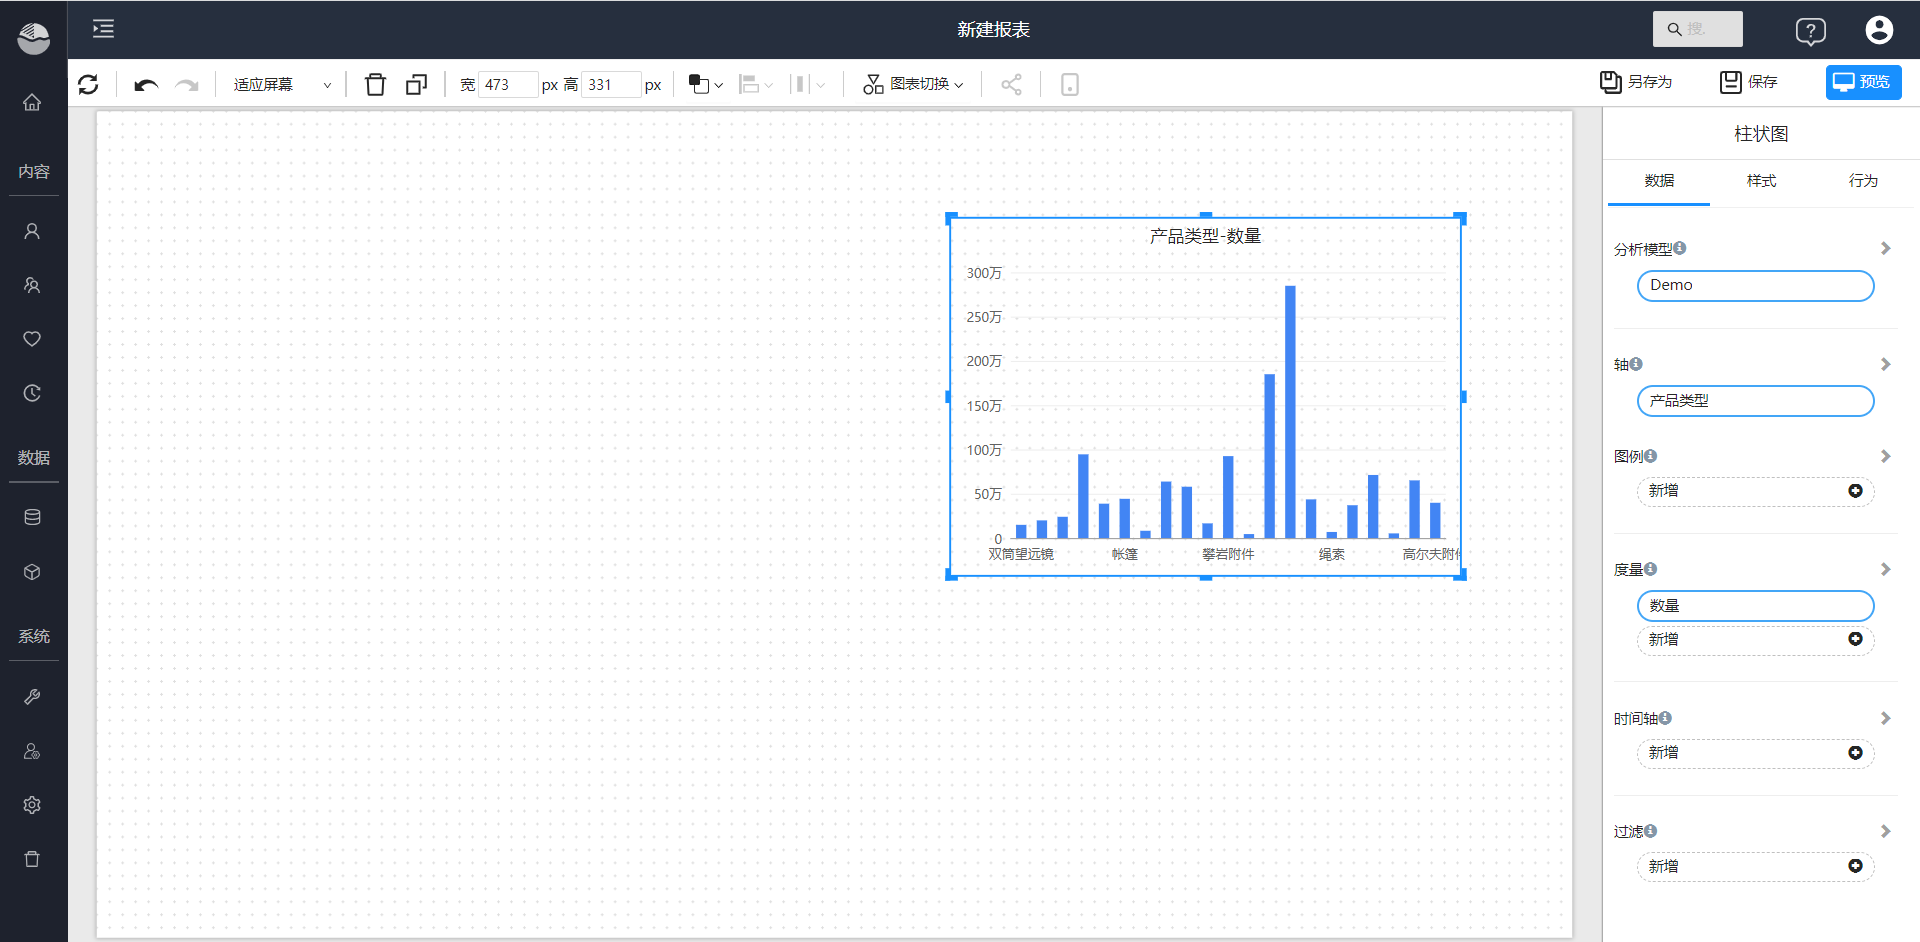 新建报表
搜.
适应屏幕
宽 473 px 高 331 px
图表切换
另存为
保存
预览
内容
数据
系统
产品类型-数量
300万
250万
200万
150万
100万
50万
0
双筒望远镜 帐篷 攀岩附件 绳索 高尔夫附件
柱状图
数据 样式 行为
分析模型
Demo
轴
产品类型
图例
新增
度量
数量
新增
时间轴
新增
过滤
新增